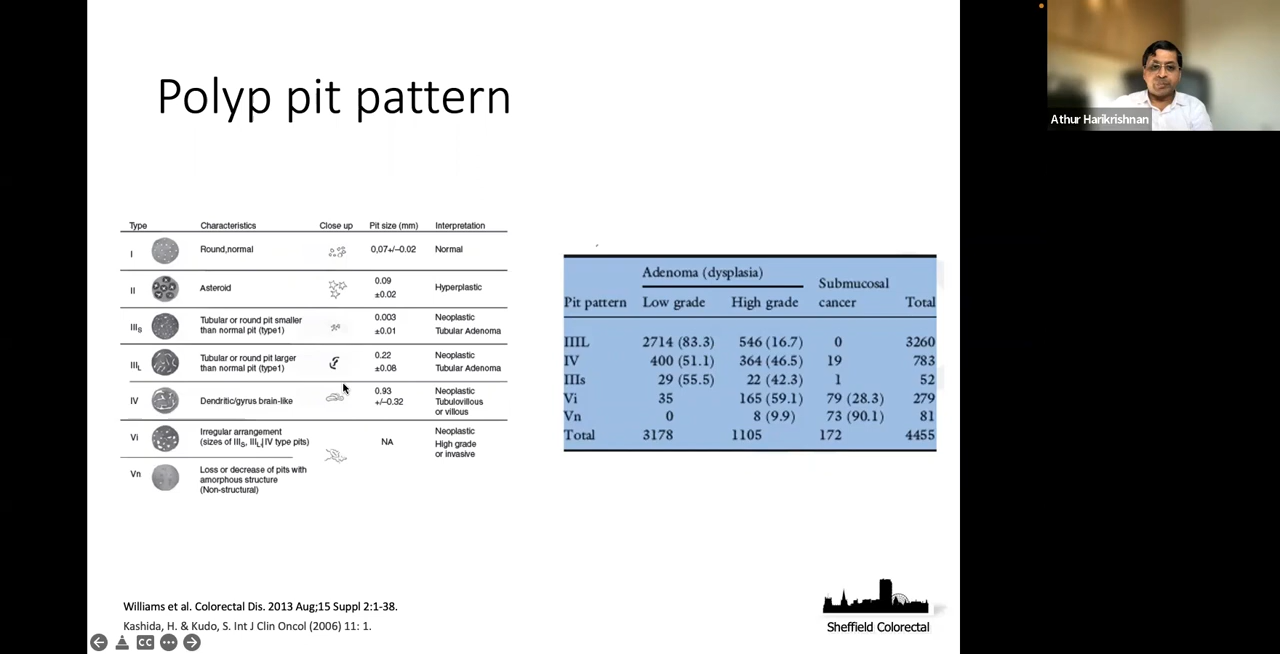 Athur Harikrishnan
Polyp pit pattern
Type Characteristics Close up Pit size (mm) Interpretation
I Round,normal 0,07+/–0.02 Normal
II Asteroid 0.09 ±0.02 Hyperplastic
IIIS Tubular or round pit smaller than normal pit (type1) 0.003 ±0.01 Neoplastic Tubular Adenoma
IIIL Tubular or round pit larger than normal pit (type1) 0.22 ±0.08 Neoplastic Tubular Adenoma
IV Dendritic/gyrus brain-like 0.93 +/–0.32 Neoplastic Tubulovillous or villous
Vi Irregular arrangement (sizes of IIIS, IIIL, IV type pits) NA Neoplastic High grade or invasive
Vn Loss or decrease of pits with amorphous structure (Non-structural)
Adenoma (dysplasia) Submucosal
Pit pattern Low grade High grade cancer Total
IIIL 2714 (83.3) 546 (16.7) 0 3260
IV 400 (51.1) 364 (46.5) 19 783
IIIs 29 (55.5) 22 (42.3) 1 52
Vi 35 165 (59.1) 79 (28.3) 279
Vn 0 8 (9.9) 73 (90.1) 81
Total 3178 1105 172 4455
Williams et al. Colorectal Dis. 2013 Aug;15 Suppl 2:1-38.
Kashida, H. & Kudo, S. Int J Clin Oncol (2006) 11: 1.
Sheffield Colorectal
CC